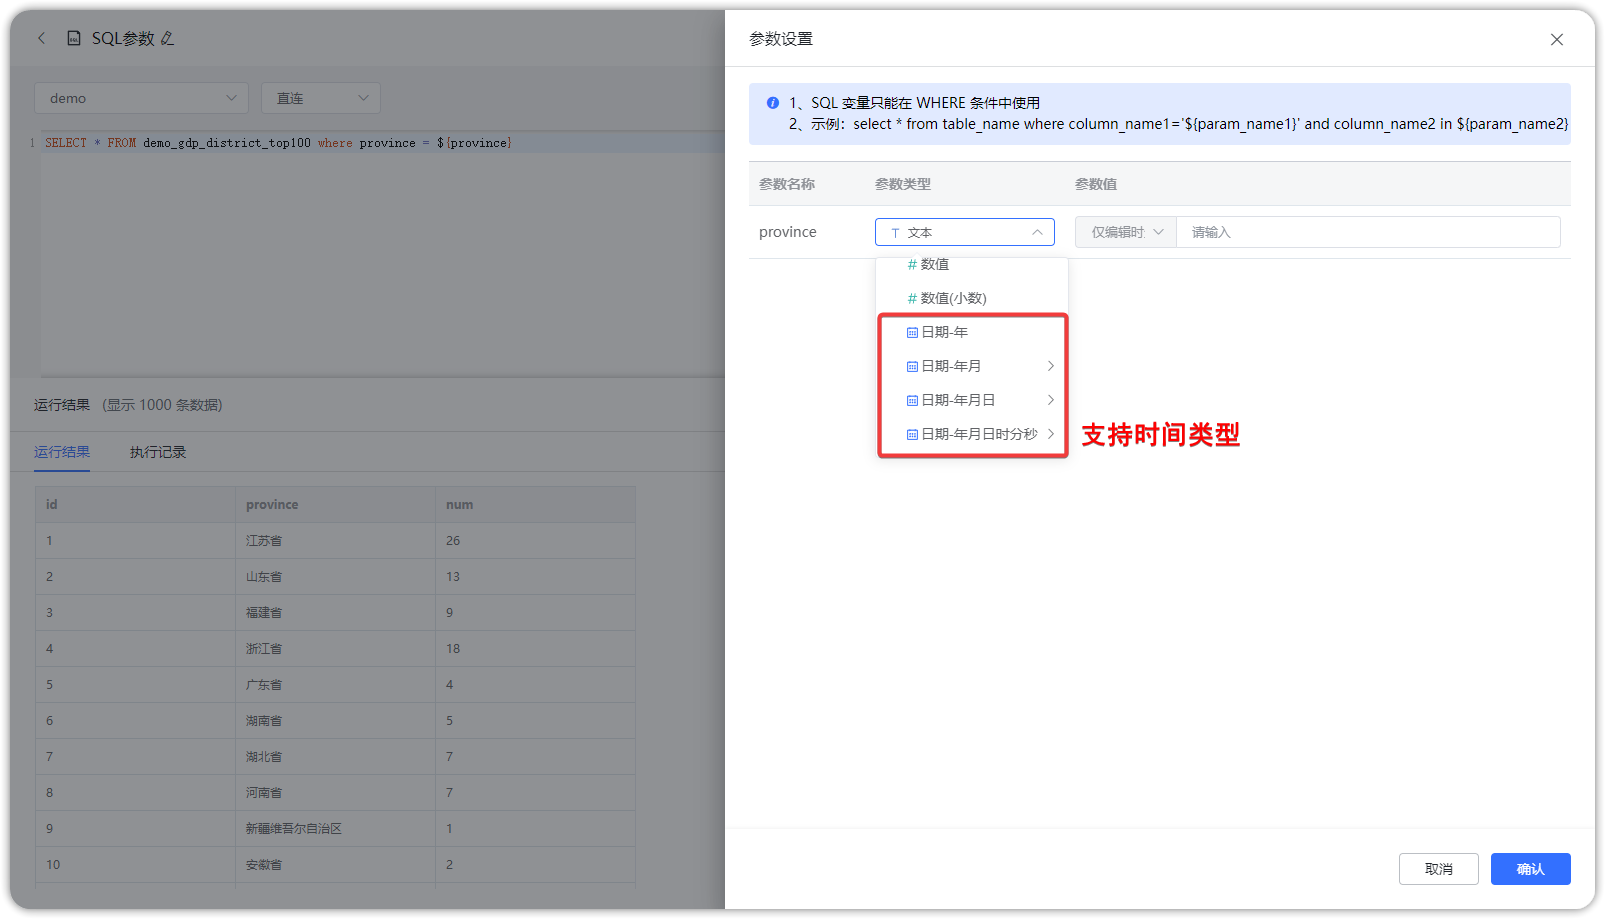 SQL参数
demo
直连
1 SELECT * FROM demo_gdp_district_top100 where province = ${province}
运行结果 (显示 1000 条数据)
运行结果 执行记录
id province num
1 江苏省 26
2 山东省 13
3 福建省 9
4 浙江省 18
5 广东省 4
6 湖南省 5
7 湖北省 7
8 河南省 7
9 新疆维吾尔自治区 1
10 安徽省 2
参数设置
1、SQL 变量只能在 WHERE 条件中使用
2、示例：select * from table_name where column_name1='${param_name1}' and column_name2 in ${param_name2}
参数名称 参数类型 参数值
province T 文本 仅编辑时 请输入
# 数值
# 数值(小数)
日期-年
日期-年月
日期-年月日
日期-年月日时分秒
支持时间类型
取消 确认